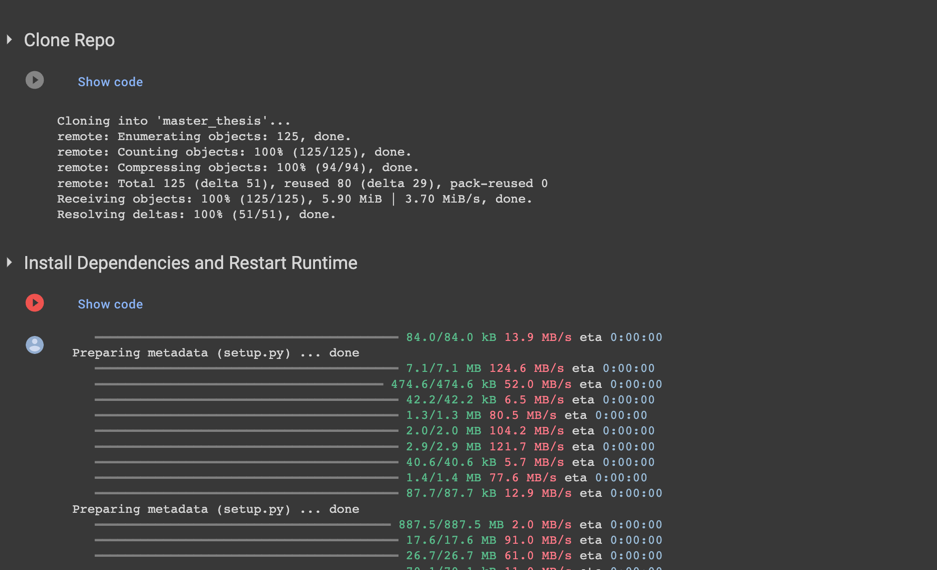 Clone Repo
Show code
Cloning into 'master_thesis'...
remote: Enumerating objects: 125, done.
remote: Counting objects: 100% (125/125), done.
remote: Compressing objects: 100% (94/94), done.
remote: Total 125 (delta 51), reused 80 (delta 29), pack-reused 0
Receiving objects: 100% (125/125), 5.90 MiB | 3.70 MiB/s, done.
Resolving deltas: 100% (51/51), done.
Install Dependencies and Restart Runtime
Show code
84.0/84.0 kB 13.9 MB/s eta 0:00:00
Preparing metadata (setup.py) ... done
7.1/7.1 MB 124.6 MB/s eta 0:00:00
474.6/474.6 kB 52.0 MB/s eta 0:00:00
42.2/42.2 kB 6.5 MB/s eta 0:00:00
1.3/1.3 MB 80.5 MB/s eta 0:00:00
2.0/2.0 MB 104.2 MB/s eta 0:00:00
2.9/2.9 MB 121.7 MB/s eta 0:00:00
40.6/40.6 kB 5.7 MB/s eta 0:00:00
1.4/1.4 MB 77.6 MB/s eta 0:00:00
87.7/87.7 kB 12.9 MB/s eta 0:00:00
Preparing metadata (setup.py) ... done
887.5/887.5 MB 2.0 MB/s eta 0:00:00
17.6/17.6 MB 91.0 MB/s eta 0:00:00
26.7/26.7 MB 61.0 MB/s eta 0:00:00